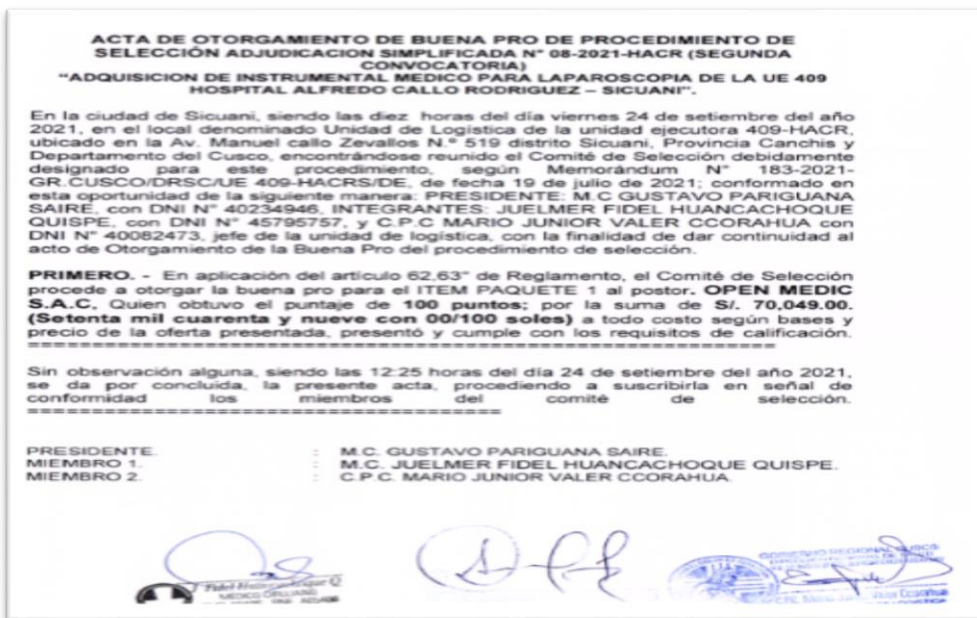 ACTA DE OTORGAMIENTO DE BUENA PRO DE PROCEDIMIENTO DE
SELECCIÓN ADJUDICACION SIMPLIFICADA N° 08-2021-HACR (SEGUNDA
CONVOCATORIA)
"ADQUISICION DE INSTRUMENTAL MEDICO PARA LAPAROSCOPIA DE LA UE 409
HOSPITAL ALFREDO CALLO RODRIGUEZ – SICUANI".
En la ciudad de Sicuani, siendo las diez horas del día viernes 24 de setiembre del año
2021, en el local denominado Unidad de Logística de la unidad ejecutora 409-HACR,
ubicado en la Av. Manuel callo Zevallos N.º 519 distrito Sicuani, Provincia Canchis y
Departamento del Cusco, encontrándose reunido el Comité de Selección debidamente
designado para este procedimiento, según Memorándum N° 183-2021-
GR.CUSCO/DRSC/UE 409-HACRS/DE, de fecha 19 de julio de 2021; conformado en
esta oportunidad de la siguiente manera: PRESIDENTE: M.C GUSTAVO PARIGUANA
SAIRE, con DNI N° 40234946, INTEGRANTES: JUELMER FIDEL HUANCACHOQUE
QUISPE, con DNI N° 45795757, y C.P.C MARIO JUNIOR VALER CCORAHUA con
DNI N° 40082473, jefe de la unidad de logística, con la finalidad de dar continuidad al
acto de Otorgamiento de la Buena Pro del procedimiento de selección.
PRIMERO. - En aplicación del artículo 62,63° de Reglamento, el Comité de Selección
procede a otorgar la buena pro para el ITEM PAQUETE 1 al postor. OPEN MEDIC
S.A.C, Quien obtuvo el puntaje de 100 puntos; por la suma de S/. 70,049.00.
(Setenta mil cuarenta y nueve con 00/100 soles) a todo costo según bases y
precio de la oferta presentada, presentó y cumple con los requisitos de calificación.
Sin observación alguna, siendo las 12:25 horas del día 24 de setiembre del año 2021,
se da por concluida, la presente acta, procediendo a suscribirla en señal de
conformidad los miembros del comité de selección.
PRESIDENTE. : M.C. GUSTAVO PARIGUANA SAIRE.
MIEMBRO 1. : M.C. JUELMER FIDEL HUANCACHOQUE QUISPE.
MIEMBRO 2. : C.P.C. MARIO JUNIOR VALER CCORAHUA.
Fidel Huancachoque Q.
MEDICO CIRUJANO
GOBIERNO REGIONAL CUSCO